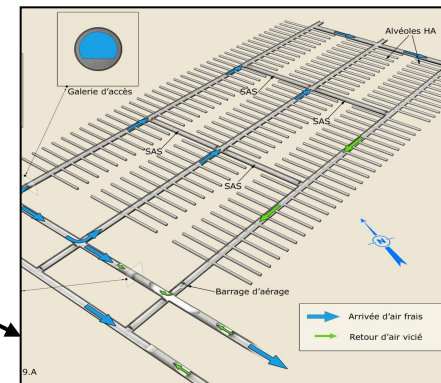 Alvéoles HA
Galerie d'accès
SAS
SAS
SAS
SAS
N
Barrage d'aérage
Arrivée d'air frais
Retour d'air vicié
9.A